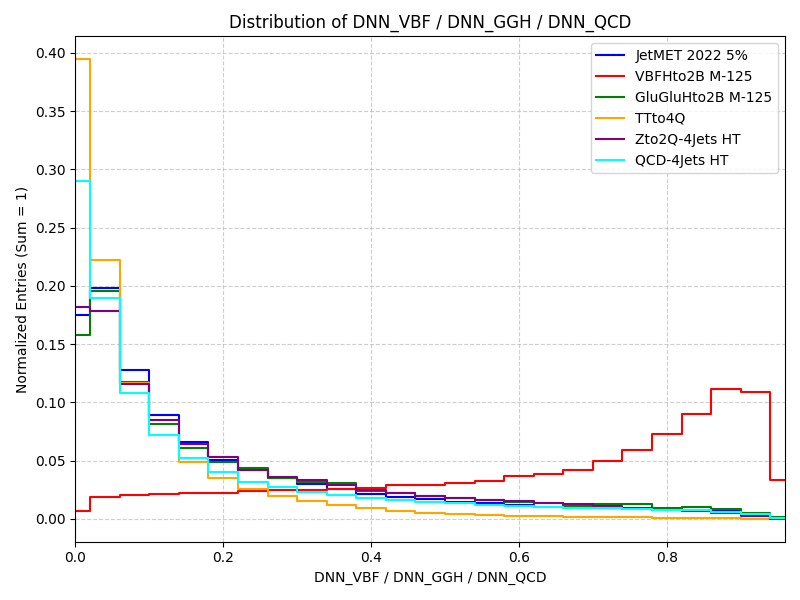 Distribution of DNN_VBF / DNN_GGH / DNN_QCD
Normalized Entries (Sum = 1)
0.40
0.35
0.30
0.25
0.20
0.15
0.10
0.05
0.00
JetMET 2022 5%
VBFHto2B M-125
GluGluHto2B M-125
TTto4Q
Zto2Q-4Jets HT
QCD-4Jets HT
0.0
0.2
0.4
0.6
0.8
DNN_VBF / DNN_GGH / DNN_QCD